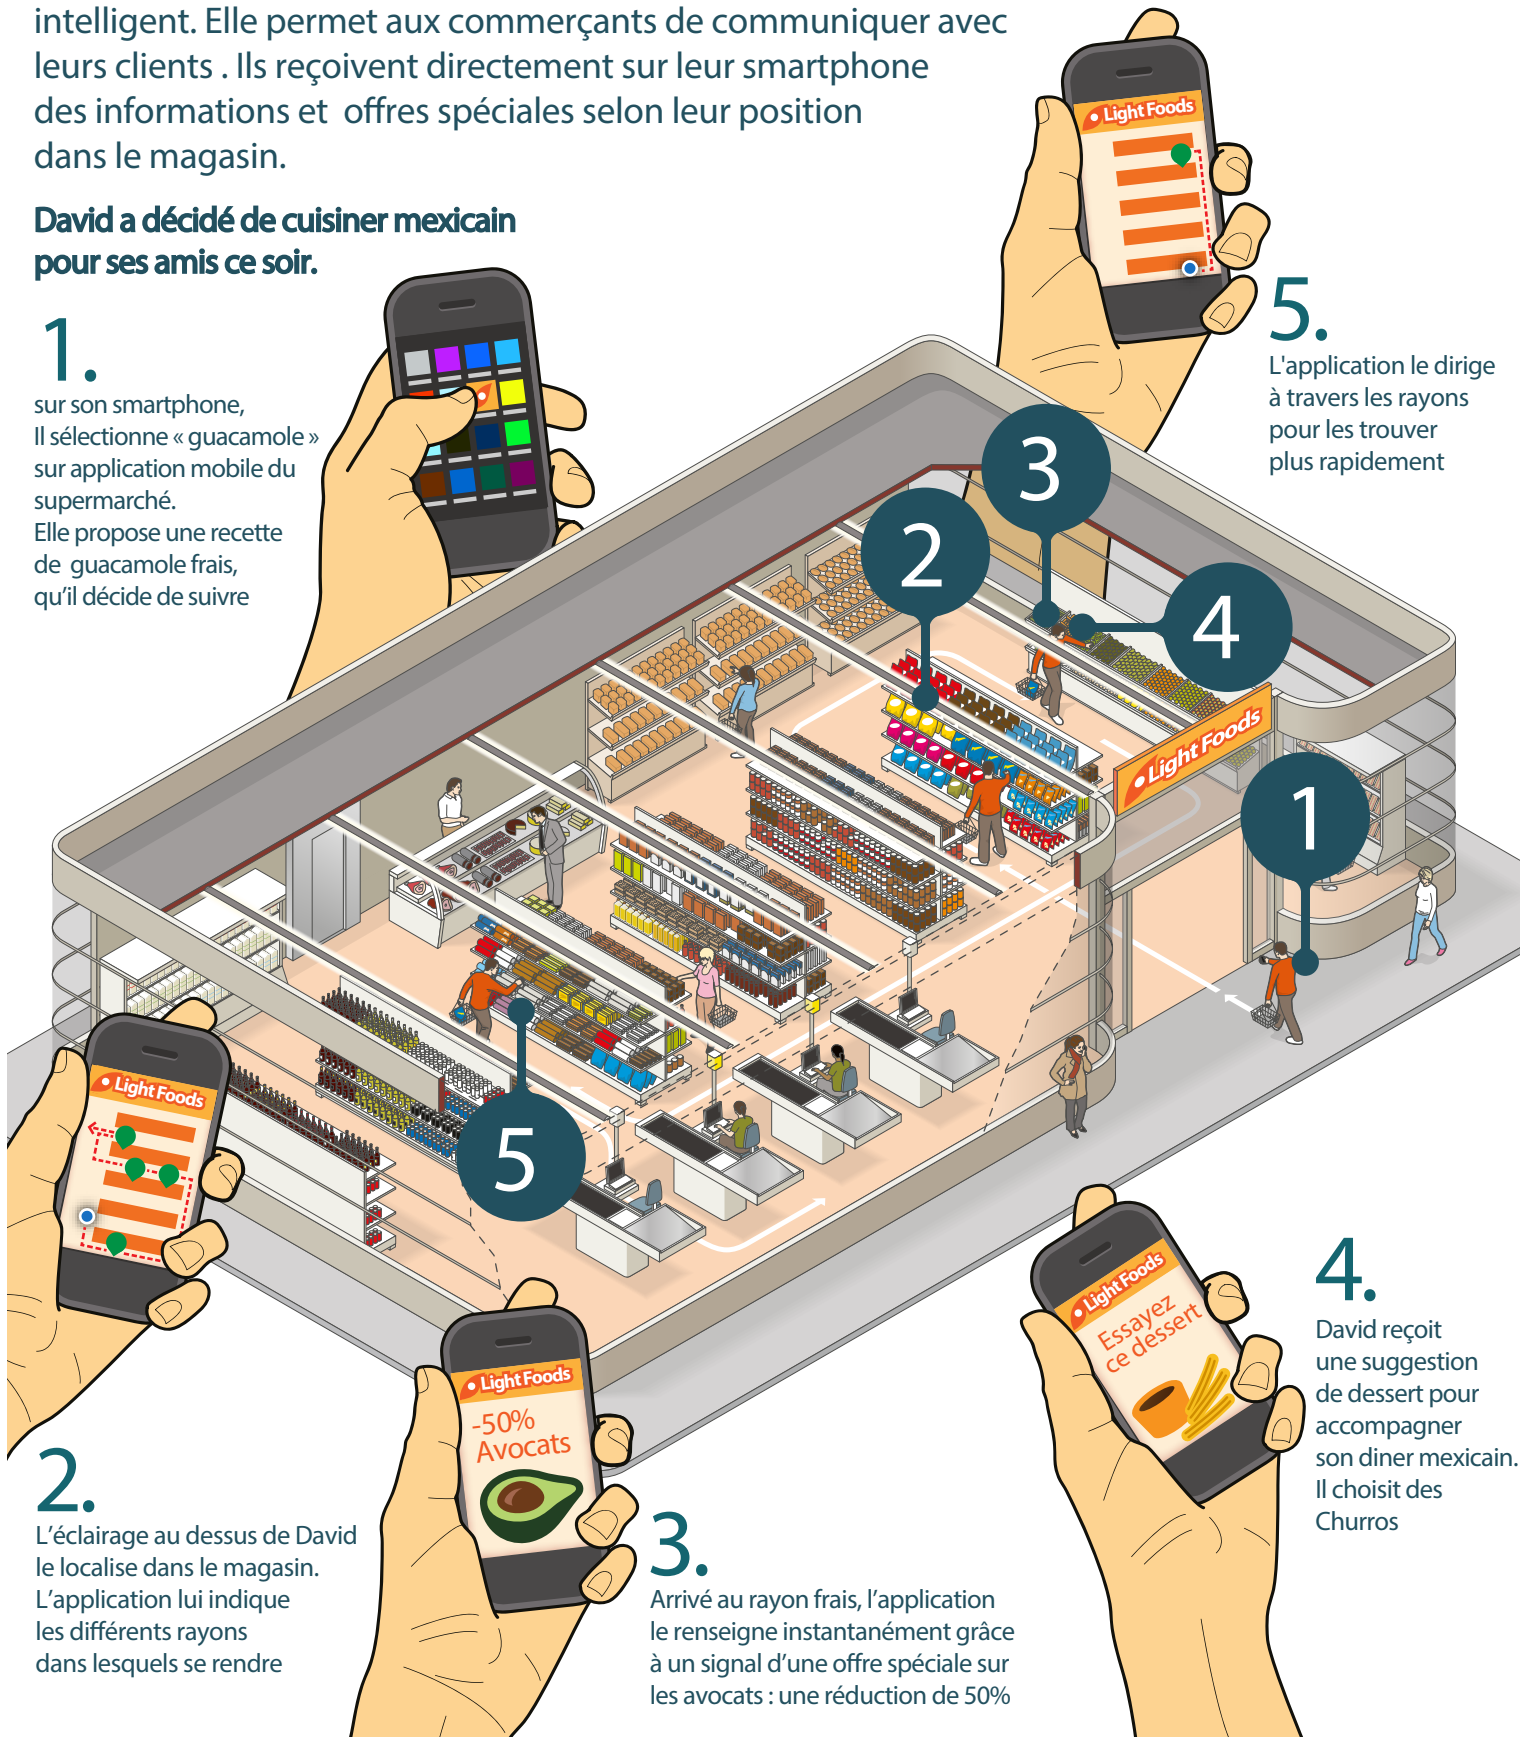 intelligent. Elle permet aux commerçants de communiquer avec
leurs clients . Ils reçoivent directement sur leur smartphone
des informations et  offres spéciales selon leur position
dans le magasin.
David a décidé de cuisiner mexicain
pour ses amis ce soir.
1.
sur son smartphone,
Il sélectionne « guacamole »
sur application mobile du
supermarché.
Elle propose une recette
de  guacamole frais,
qu’il décide de suivre
Light Foods
5.
L'application le dirige
à travers les rayons
pour les trouver
plus rapidement
3
2
4
Light Foods
1
5
Light Foods
2.
L’éclairage au dessus de David
le localise dans le magasin.
L’application lui indique
les différents rayons
dans lesquels se rendre
Light Foods
-50%
Avocats
3.
Arrivé au rayon frais, l’application
le renseigne instantanément grâce
à un signal d’une offre spéciale sur
les avocats : une réduction de 50%
Light Foods
Essayez
ce dessert
4.
David reçoit
une suggestion
de dessert pour
accompagner
son diner mexicain.
Il choisit des
Churros